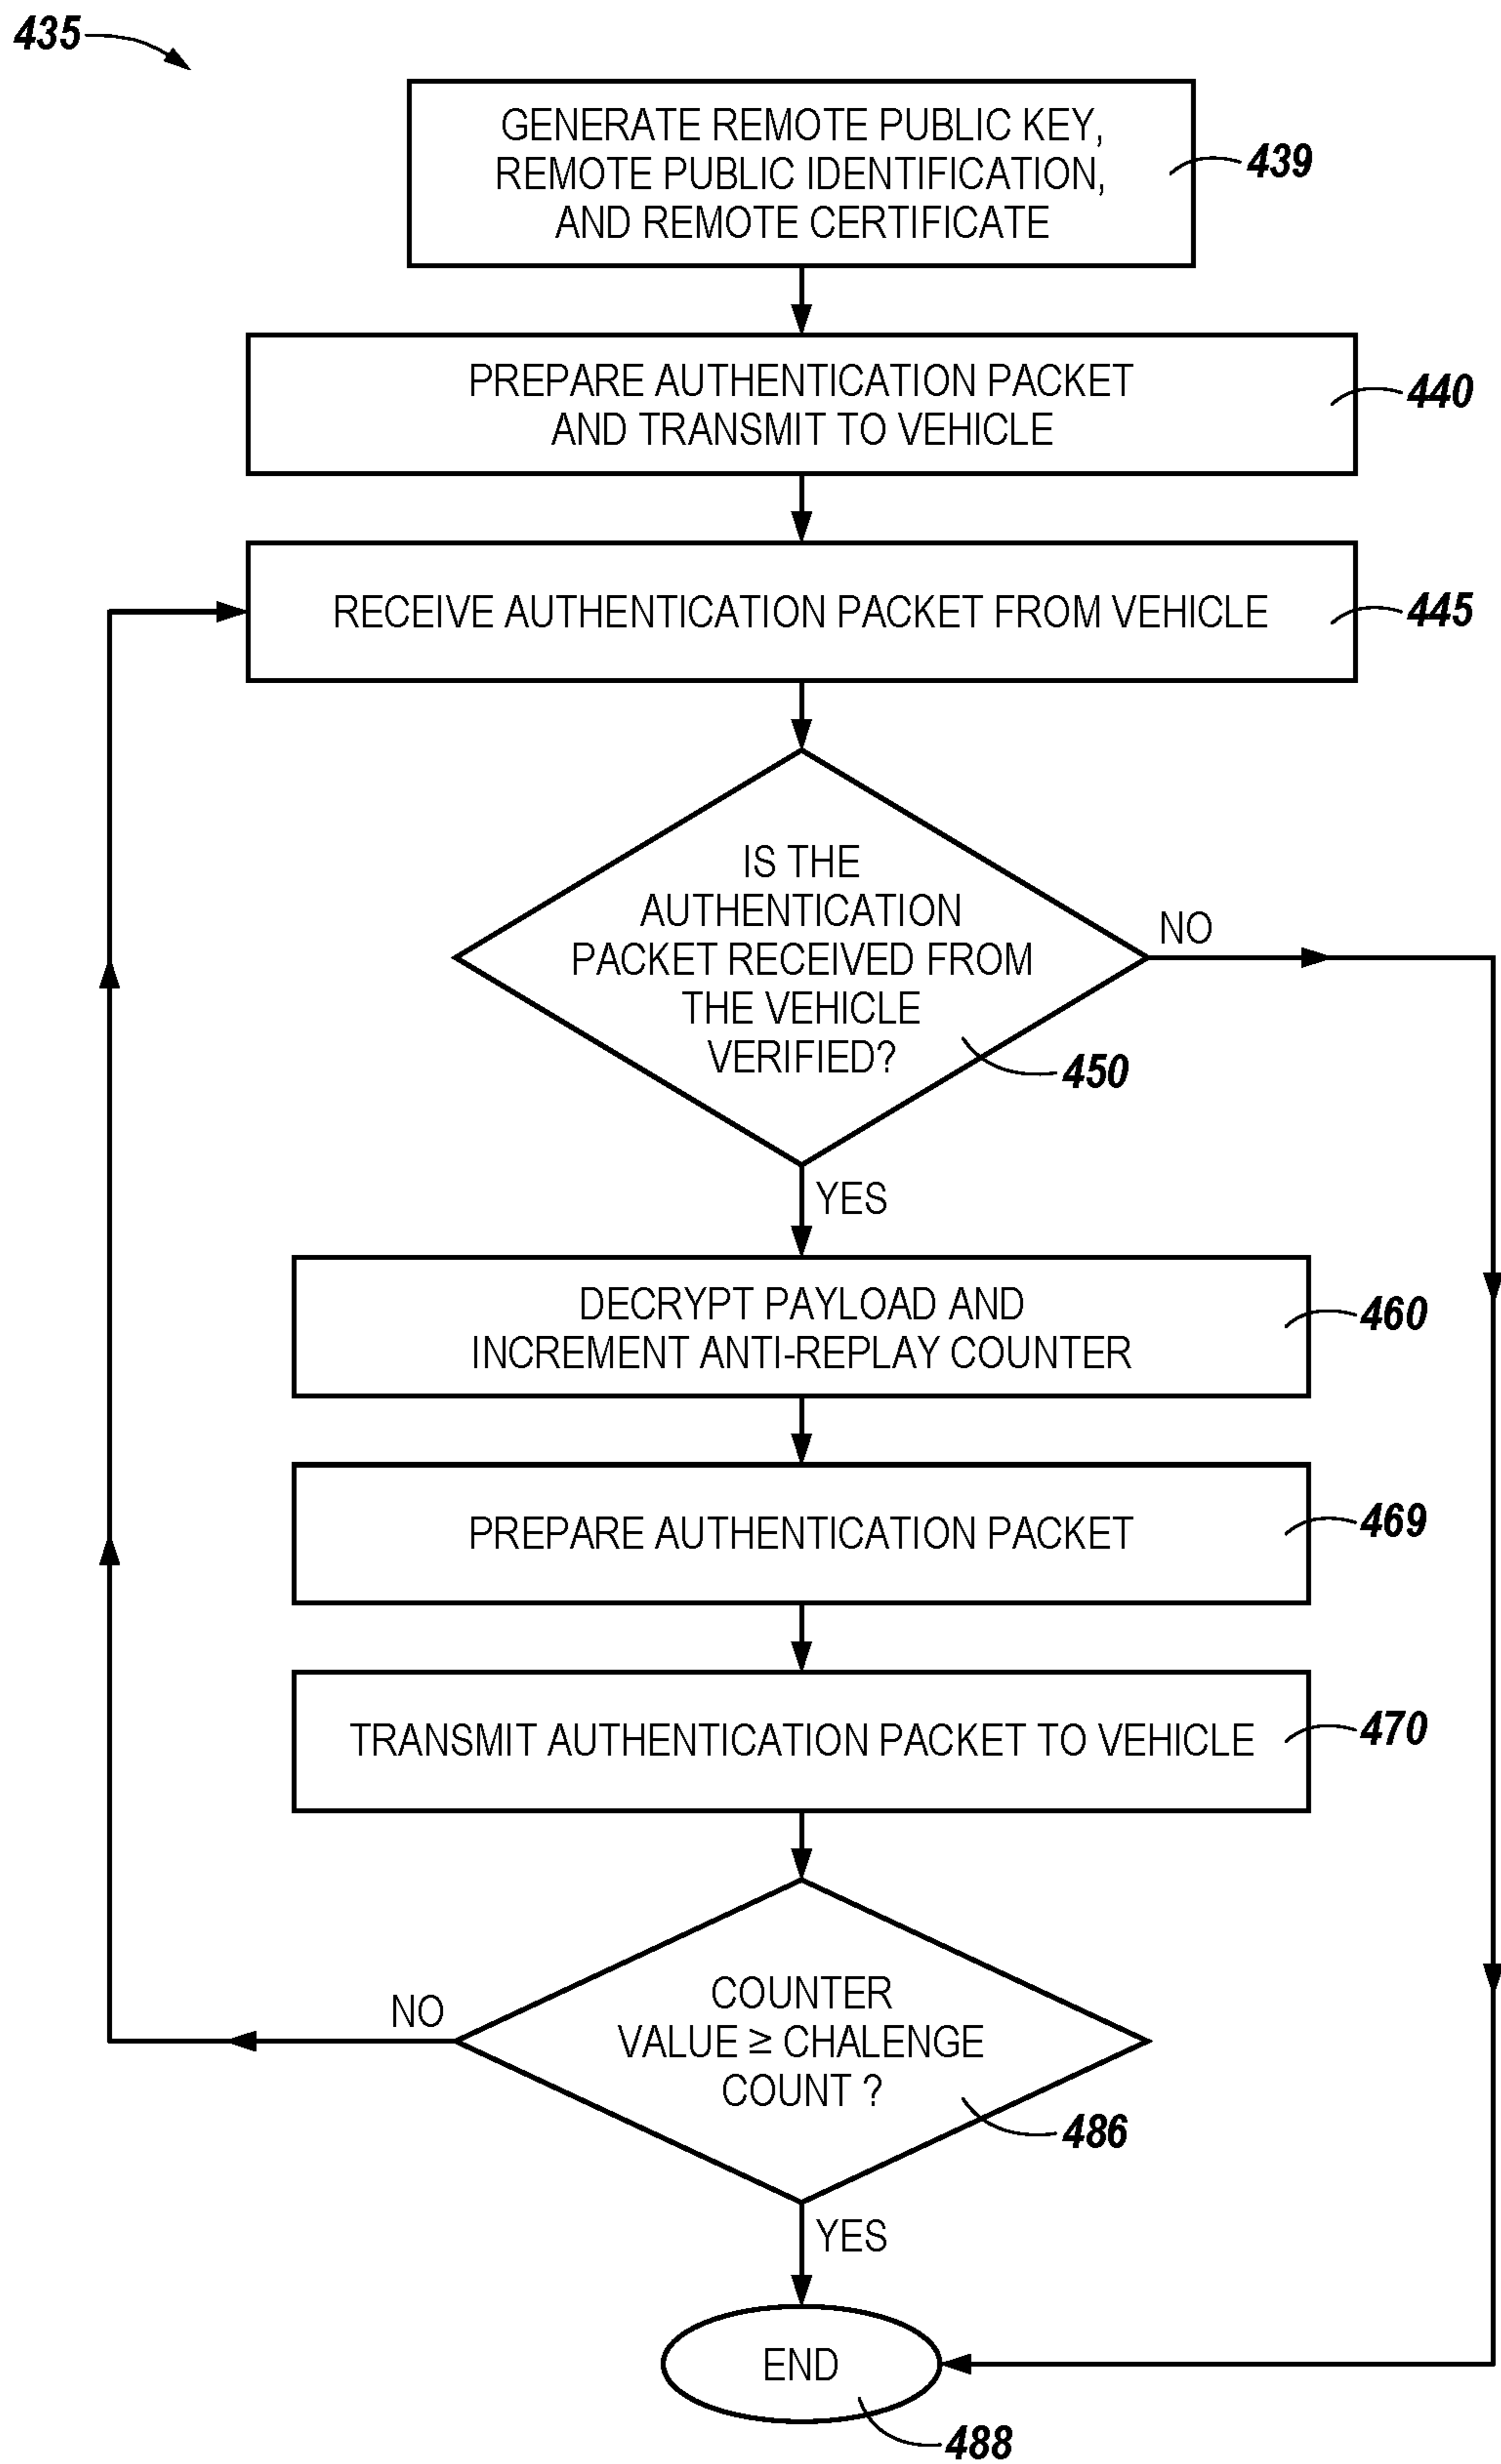 435
GENERATE REMOTE PUBLIC KEY,
REMOTE PUBLIC IDENTIFICATION,
AND REMOTE CERTIFICATE
439
PREPARE AUTHENTICATION PACKET
AND TRANSMIT TO VEHICLE
440
RECEIVE AUTHENTICATION PACKET FROM VEHICLE
445
IS THE
AUTHENTICATION
PACKET RECEIVED FROM
THE VEHICLE
VERIFIED?
450
NO
YES
DECRYPT PAYLOAD AND
INCREMENT ANTI-REPLAY COUNTER
460
PREPARE AUTHENTICATION PACKET
469
TRANSMIT AUTHENTICATION PACKET TO VEHICLE
470
COUNTER
VALUE ≥ CHALENGE
COUNT ?
486
NO
YES
END
488